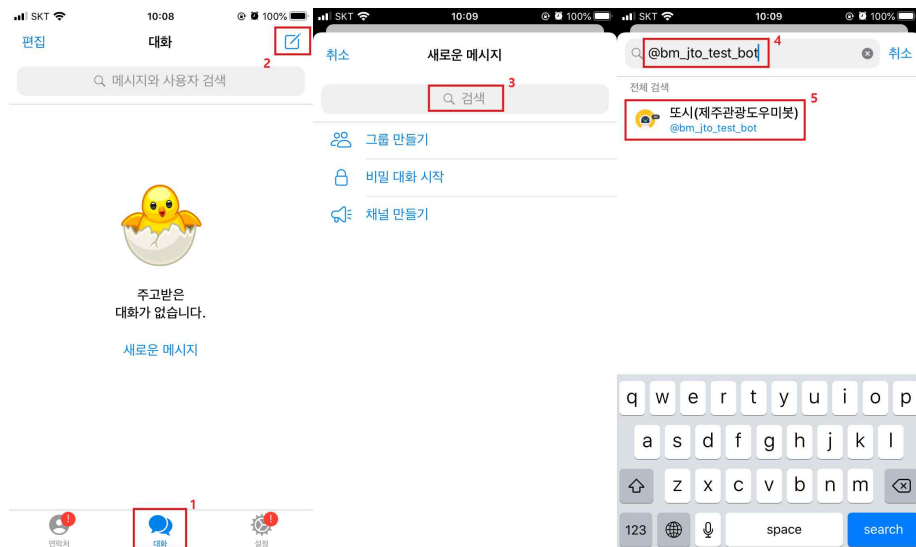 SKT 10:08 100%
편집 대화
2
메시지와 사용자 검색
주고받은
대화가 없습니다.
새로운 메시지
1
연락처 대화 설정
SKT 10:09 100%
취소 새로운 메시지
3
검색
그룹 만들기
비밀 대화 시작
채널 만들기
SKT 10:09 100%
4
@bm_jto_test_bot 취소
전체 검색
5
또시(제주관광도우미봇)
@bm_jto_test_bot
q w e r t y u i o p
a s d f g h j k l
z x c v b n m
123 space search